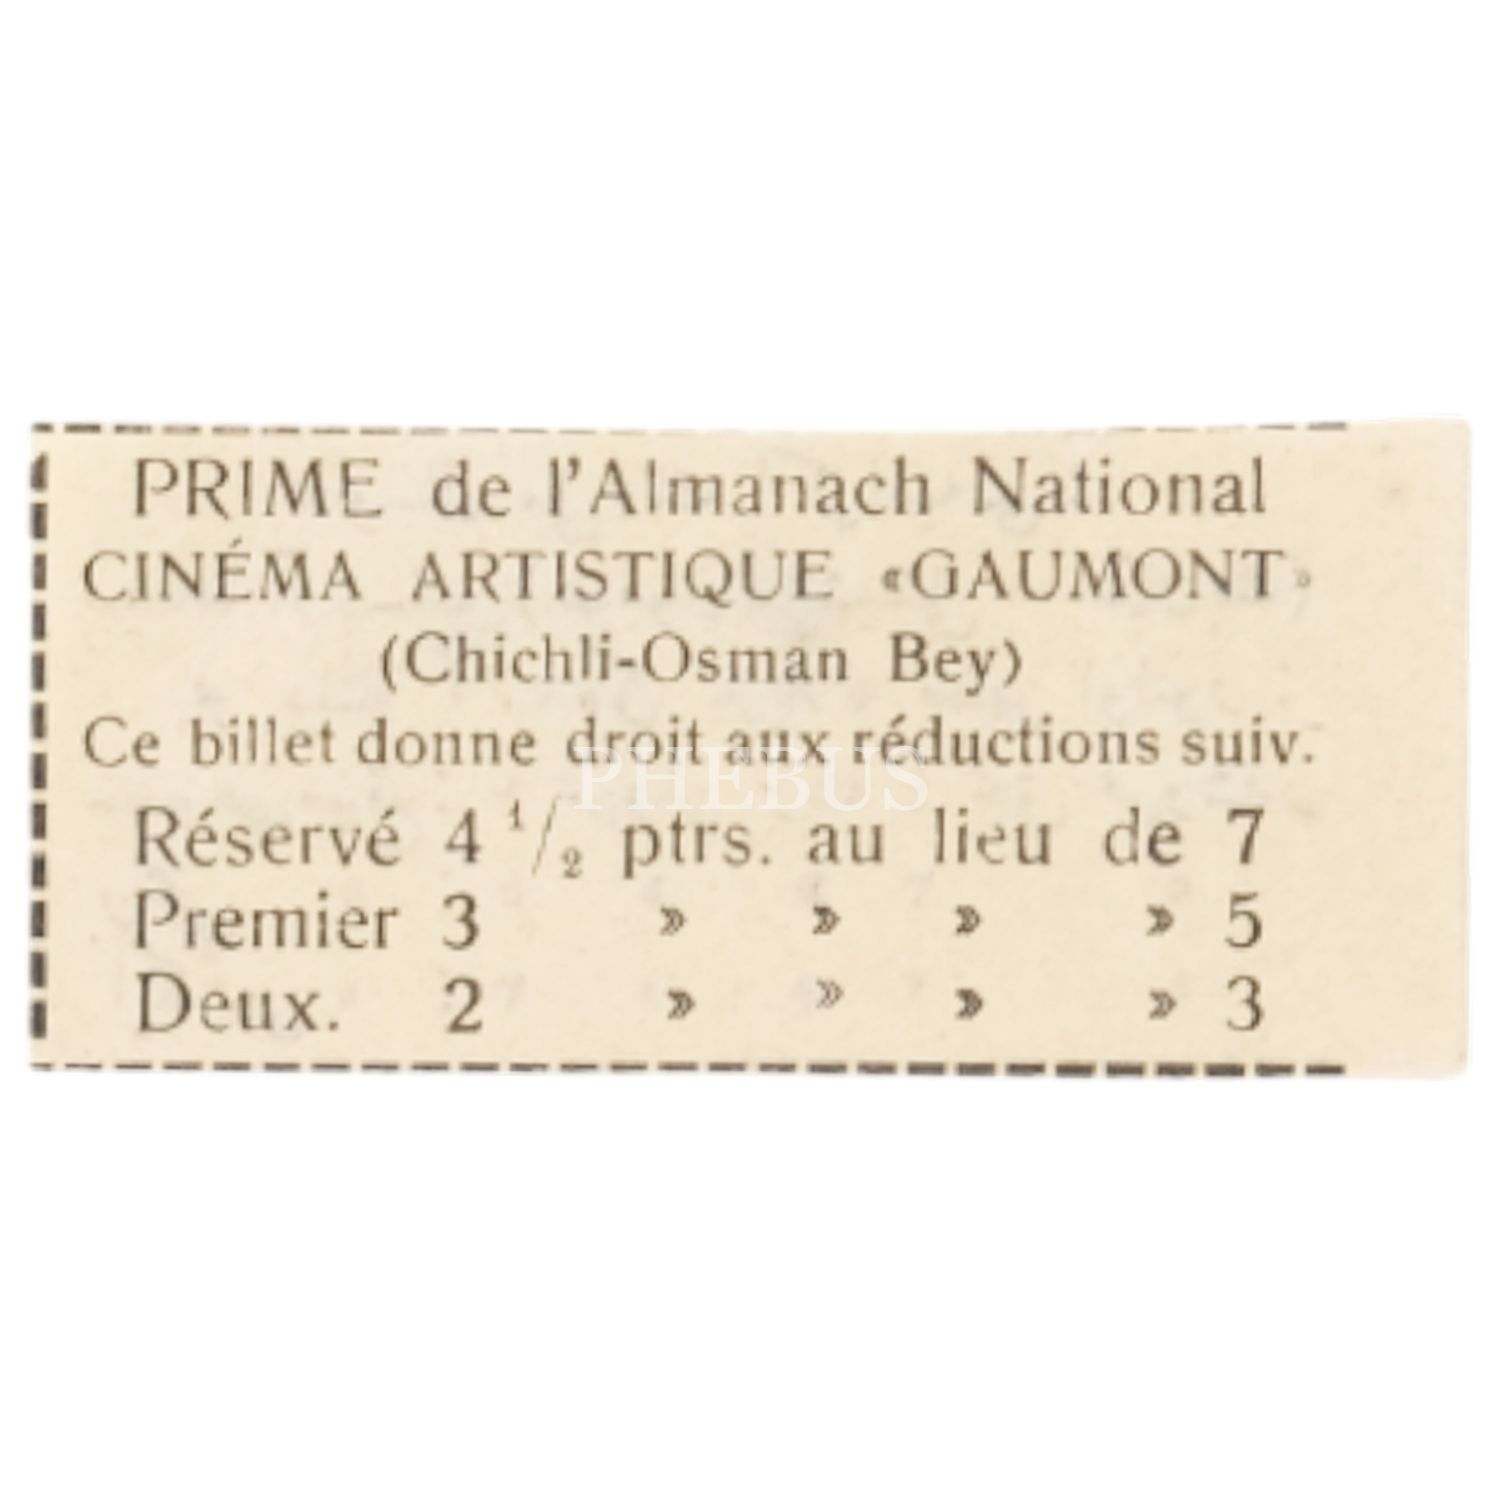 PRIME de l'Almanach National
CINÉMA ARTISTIQUE «GAUMONT»
(Chichli-Osman Bey)
Ce billet donne droit aux réductions suiv.
PHEBUS
Réservé 4 1/2 ptrs. au lieu de 7
Premier 3 » » » » 5
Deux. 2 » » » » 3